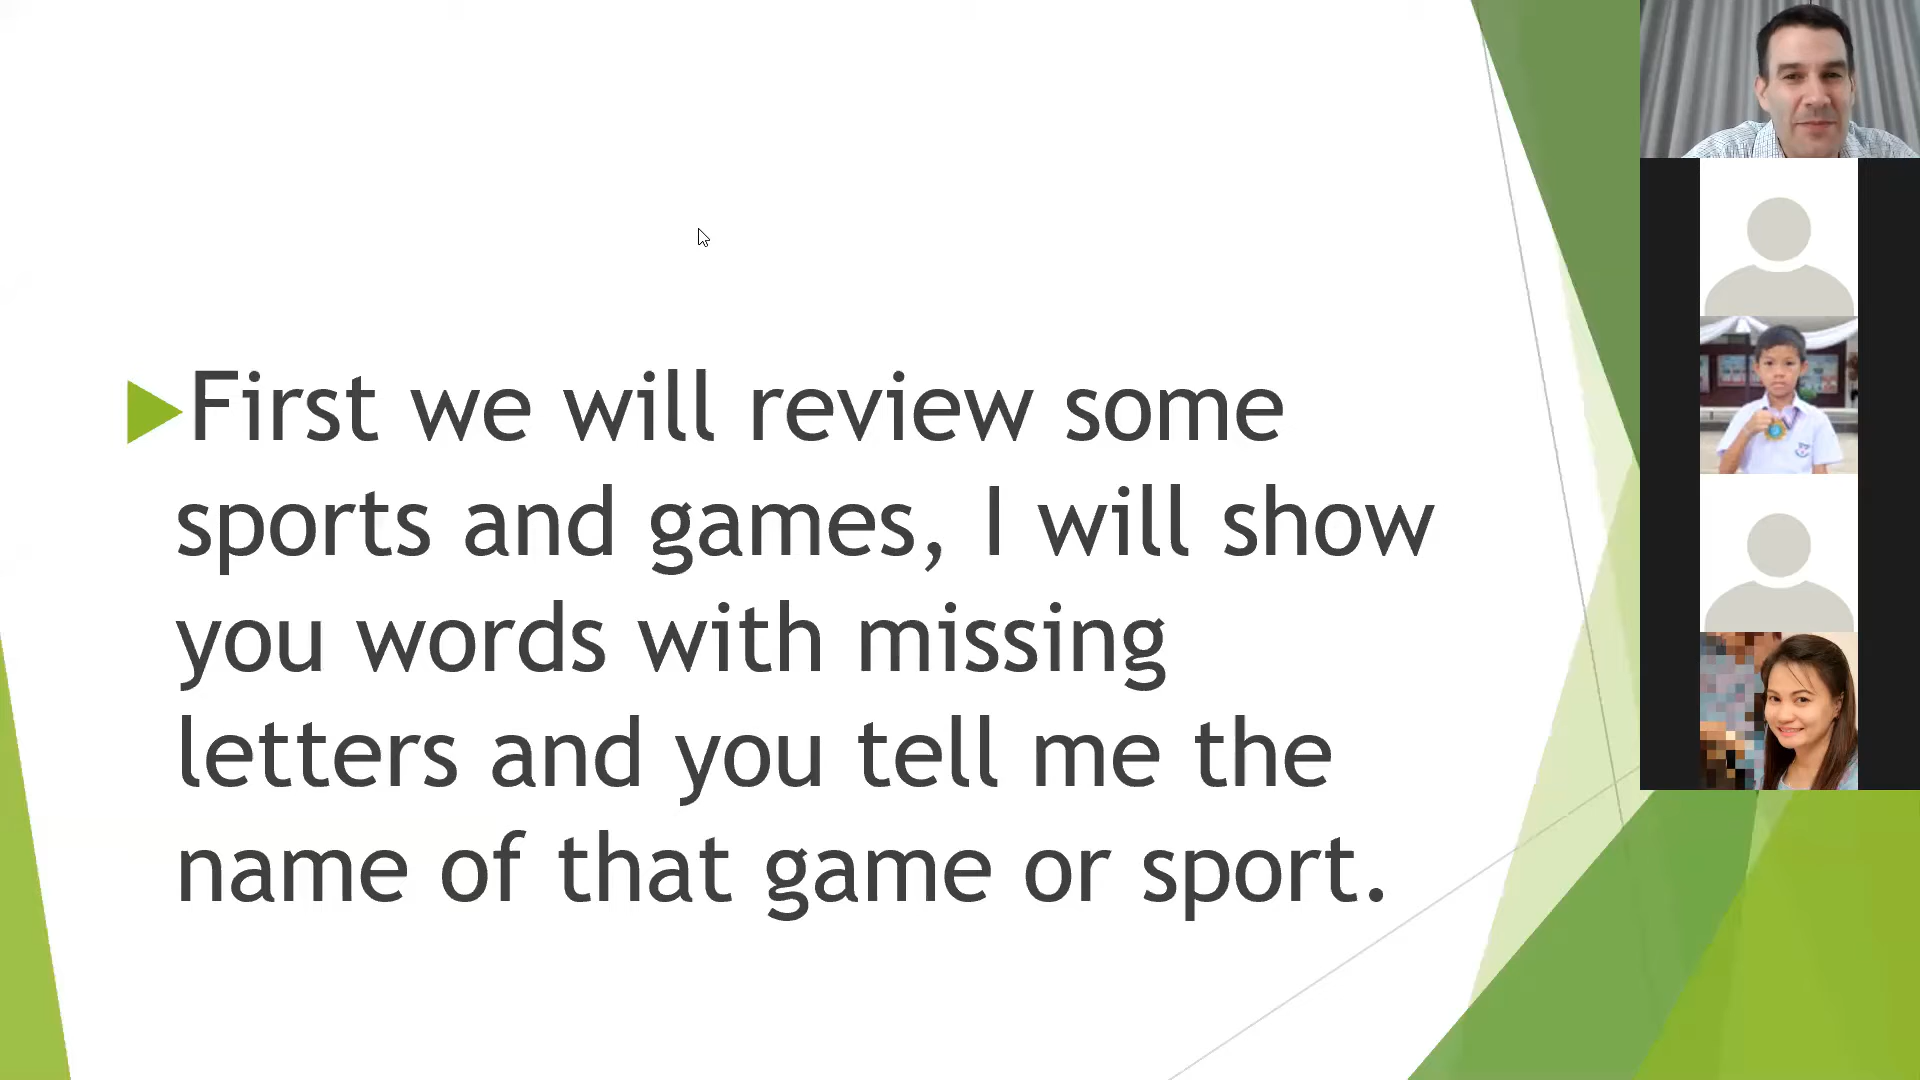 First we will review some
sports and games, I will show
you words with missing
letters and you tell me the
name of that game or sport.